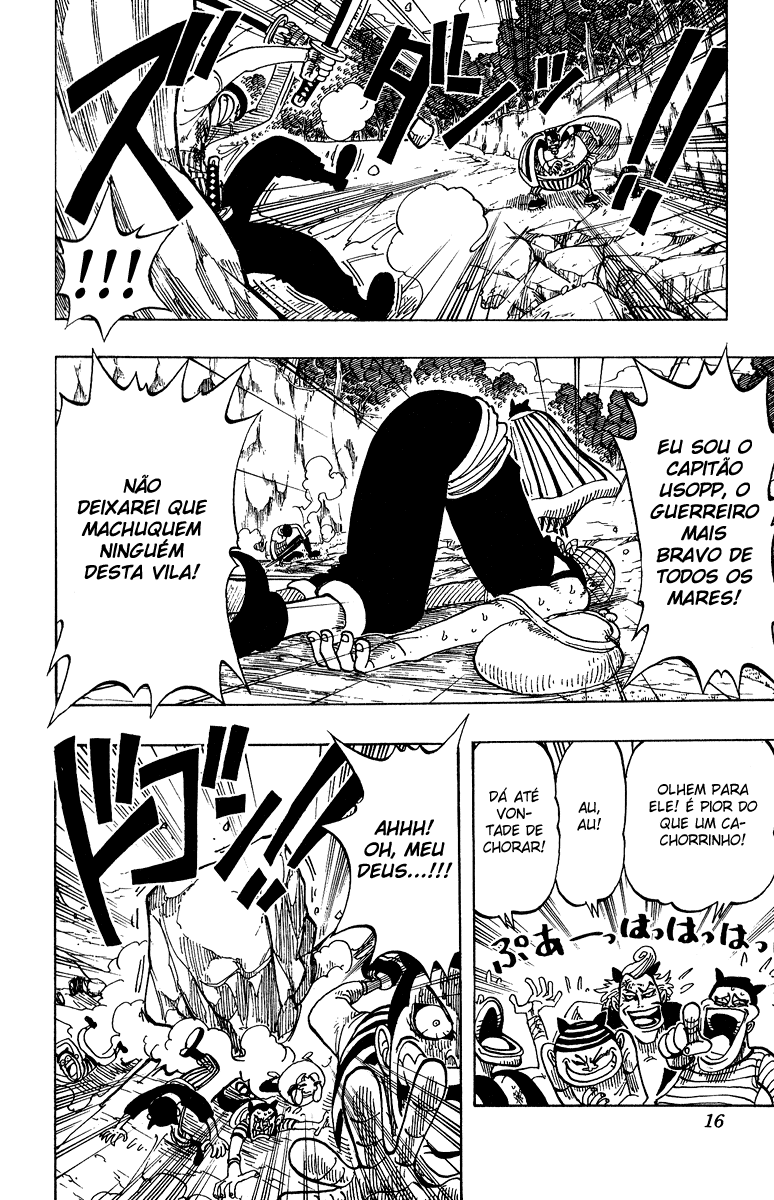 ズダン!!
!!!
EU SOU O
CAPITÃO
USOPP, O
GUERREIRO
MAIS
BRAVO DE
TODOS OS
MARES!
NÃO
DEIXAREI QUE
MACHUQUEM
NINGUÉM
DESTA VILA!
OLHEM PARA
ELE! É PIOR DO
QUE UM CA-
CHORRINHO!
AU,
AU!
DÁ ATÉ
VON-
TADE DE
CHORAR!
ぷあーっはっはっはっ
AHHH!
OH, MEU
DEUS...!!!
ドゴン!!
16